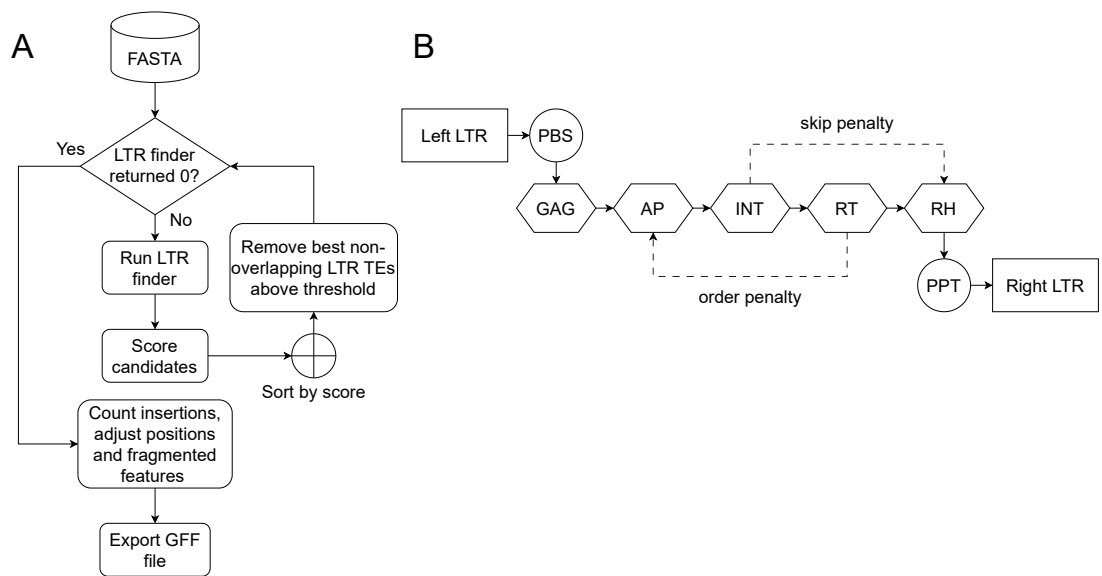 A
FASTA
Yes
LTR finder
returned 0?
No
Run LTR
finder
Remove best non-
overlapping LTR TEs
above threshold
Score
candidates
Sort by score
Count insertions,
adjust positions
and fragmented
features
Export GFF
file
B
Left LTR
PBS
skip penalty
GAG
AP
INT
RT
RH
order penalty
PPT
Right LTR